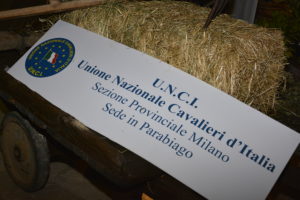 U.N.C.I.
Unione Nazionale Cavalieri d'Italia
Sezione Provinciale Milano
Sede in Parabiago
U.N.C.I.